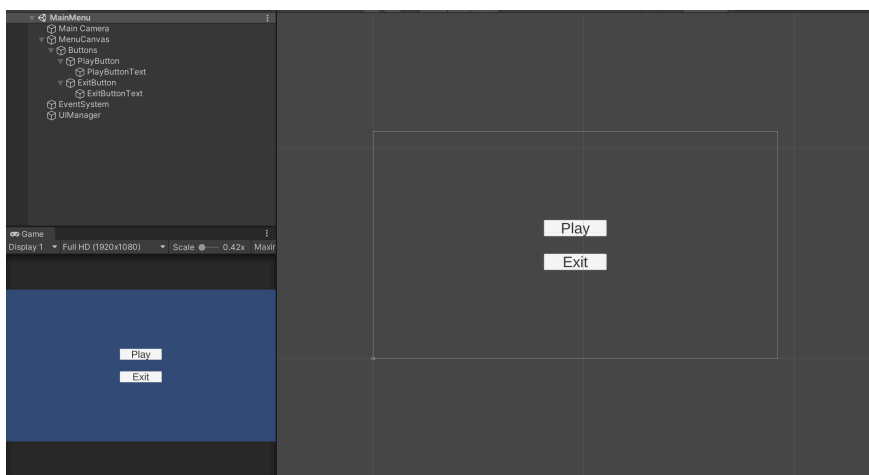 MainMenu
Main Camera
MenuCanvas
Buttons
PlayButton
PlayButtonText
ExitButton
ExitButtonText
EventSystem
UIManager
Game
Display 1 Full HD (1920x1080) Scale 0.42x Maxir
Play
Exit
Play
Exit